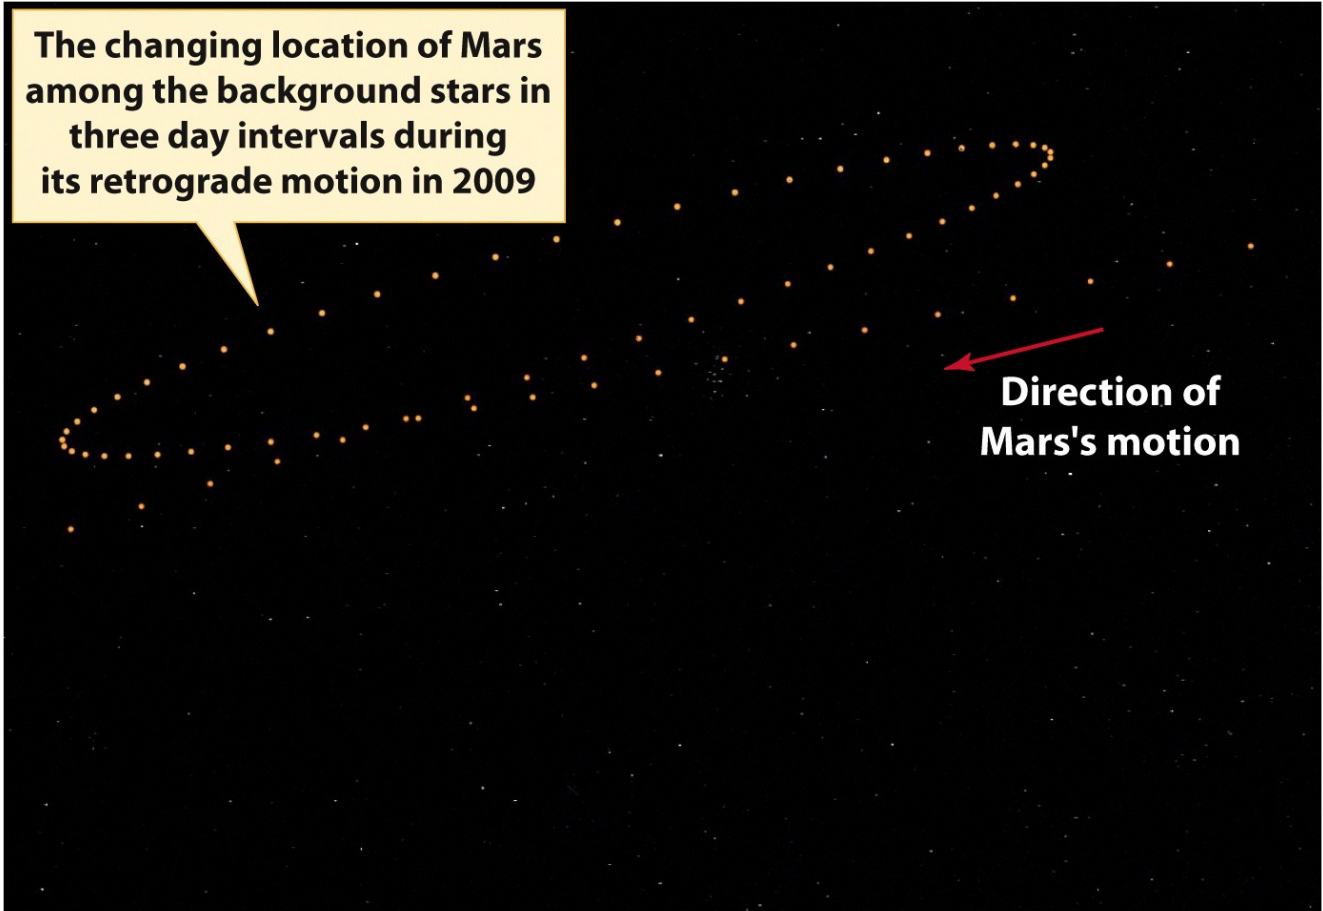 The changing location of Mars
among the background stars in
three day intervals during
its retrograde motion in 2009
Direction of
Mars's motion